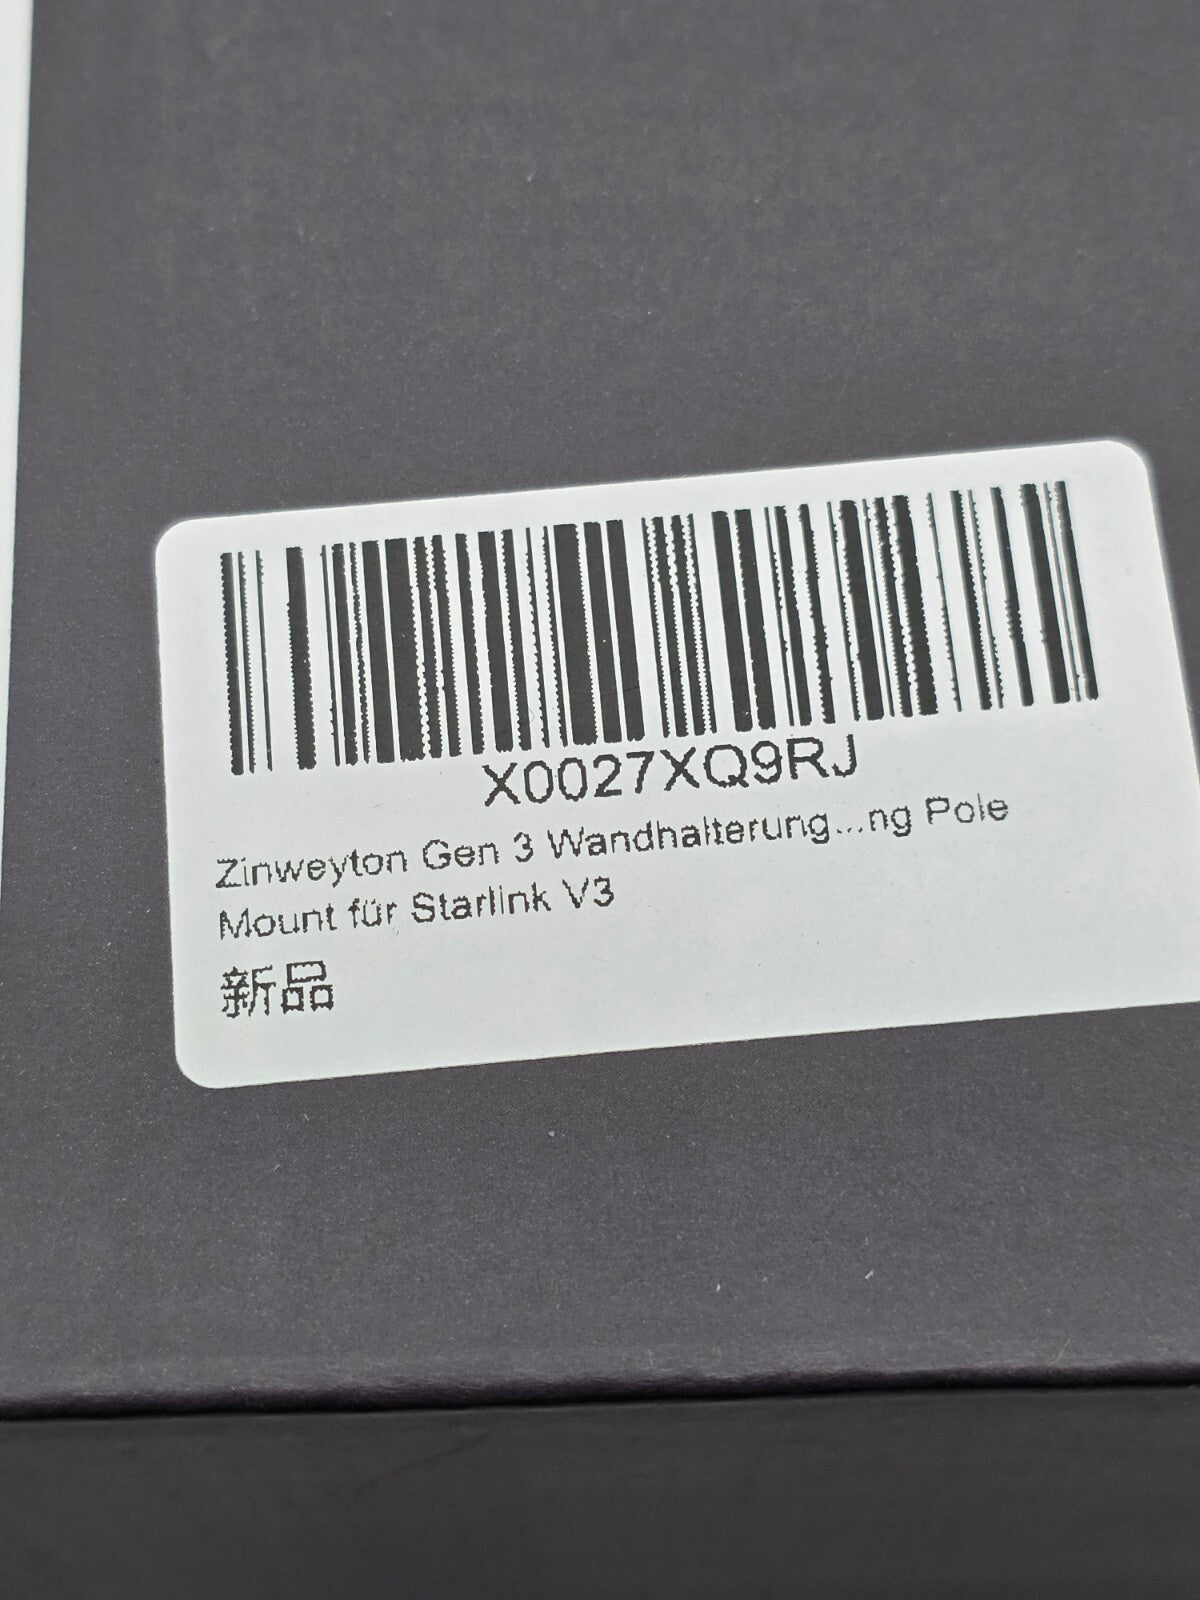 X0027XQ9RJ
Zinweyton Gen 3 Wandhalterung...ng Pole
Mount für Starlink V3
新品